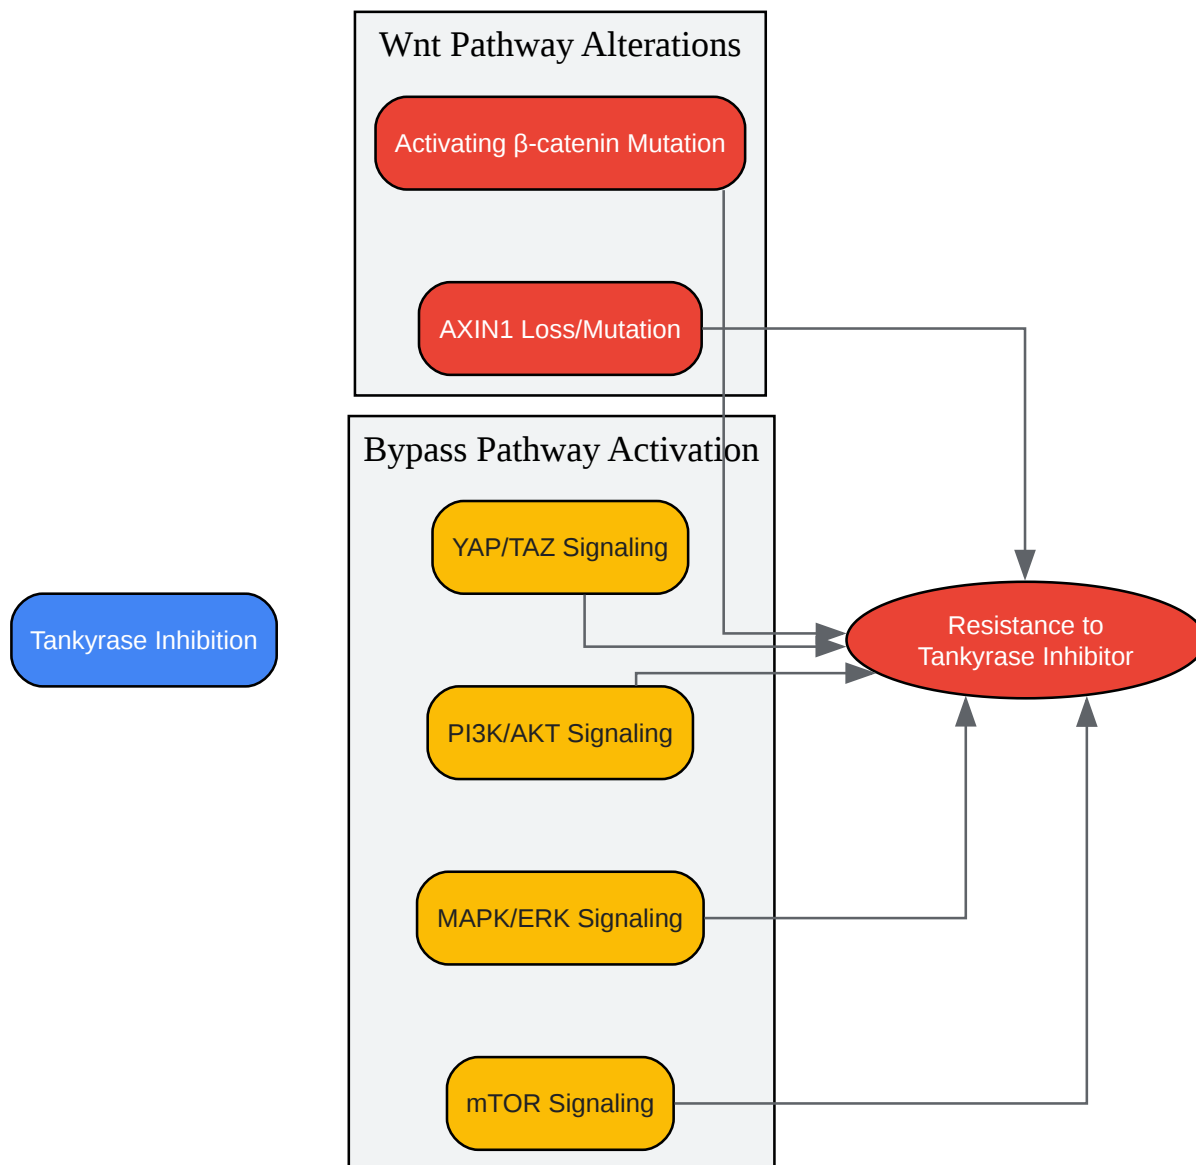 Wnt Pathway Alterations
Activating β-catenin Mutation
AXIN1 Loss/Mutation
Bypass Pathway Activation
YAP/TAZ Signaling
Tankyrase Inhibition
Resistance to
Tankyrase Inhibitor
PI3K/AKT Signaling
MAPK/ERK Signaling
mTOR Signaling